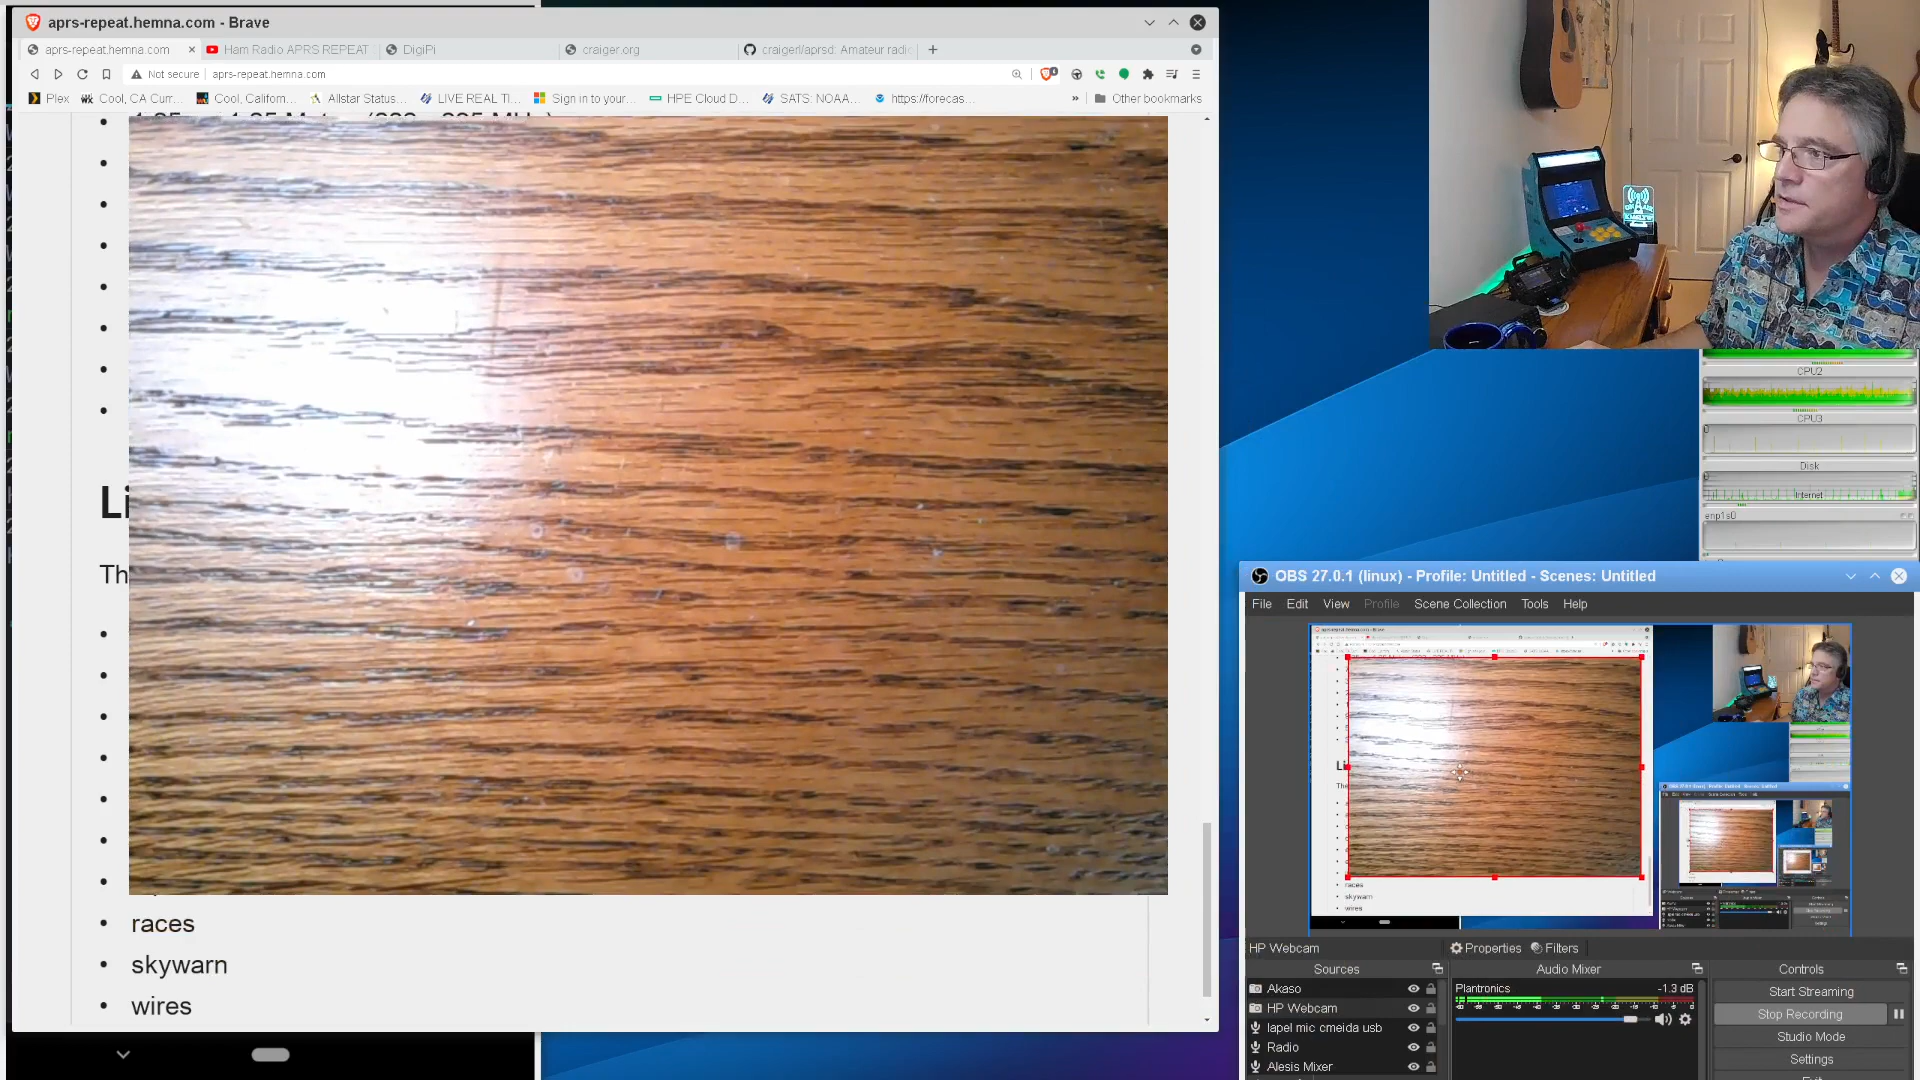 aprs-repeat.hemna.com - Brave
aprs-repeat.hemna.com
Ham Radio APRS REPEAT
DigiPi
craiger.org
craigerl/aprsd: Amateur radio
Not secure
aprs-repeat.hemna.com
Plex
Cool, CA Curr...
Cool, Californ...
Allstar Status...
LIVE REAL TI...
Sign in to your...
HPE Cloud D...
SATS: NOAA...
https://forecas...
Other bookmarks
Li
Th
races
skywarn
wires
CPU2
CPU3
Disk
Internet
enp1s0
OBS 27.0.1 (linux) - Profile: Untitled - Scenes: Untitled
File Edit View Profile Scene Collection Tools Help
Li
races
skywarn
wires
HP Webcam
Properties
Filters
Sources
Audio Mixer
Controls
Akaso
HP Webcam
lapel mic cmeida usb
Radio
Alesis Mixer
Plantronics
-1.3 dB
Start Streaming
Stop Recording
Studio Mode
Settings